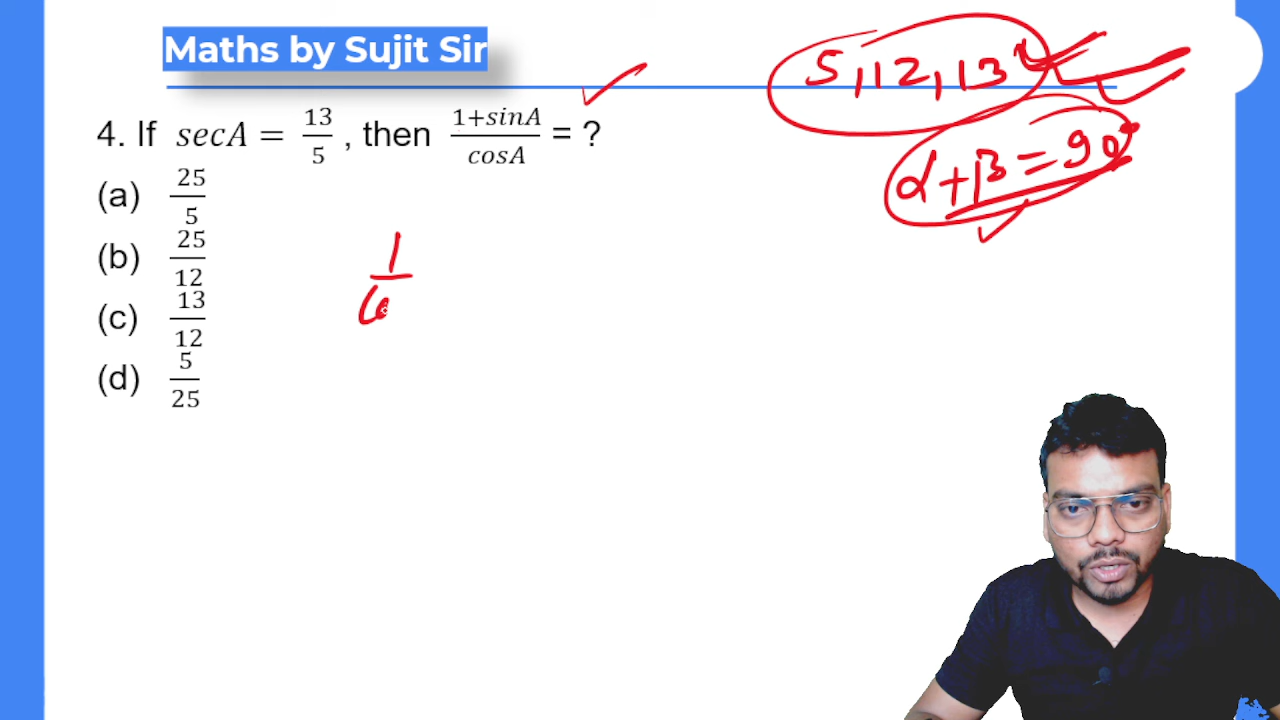 Maths by Sujit Sir
5, 12, 13
4. If secA = 13/5 , then 1+sinA/cosA = ?
α + β = 90°
(a) 25/5
(b) 25/12
(c) 13/12
(d) 5/25
1